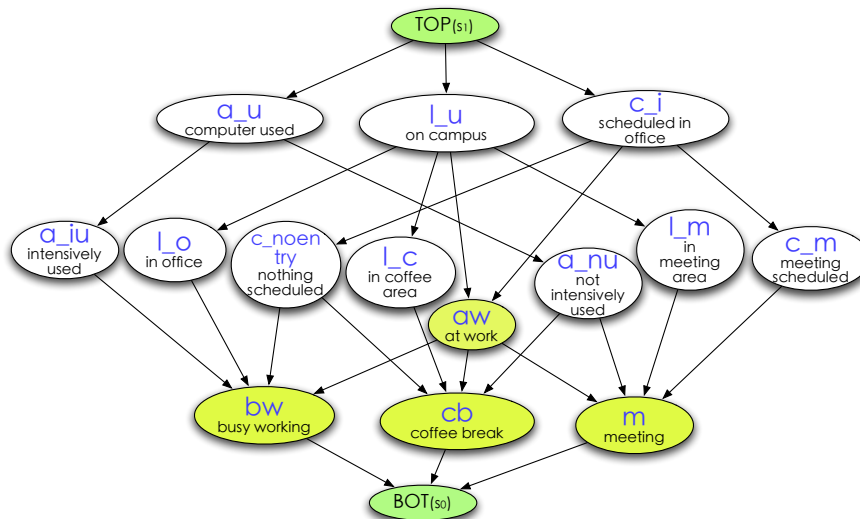 TOP(s1)
a_u
computer used
l_u
on campus
c_i
scheduled in
office
a_iu
intensively
used
l_o
in office
c_noen
try
nothing
scheduled
l_c
in coffee
area
a_nu
not
intensively
used
l_m
in
meeting
area
c_m
meeting
scheduled
aw
at work
bw
busy working
cb
coffee break
m
meeting
BOT(s0)